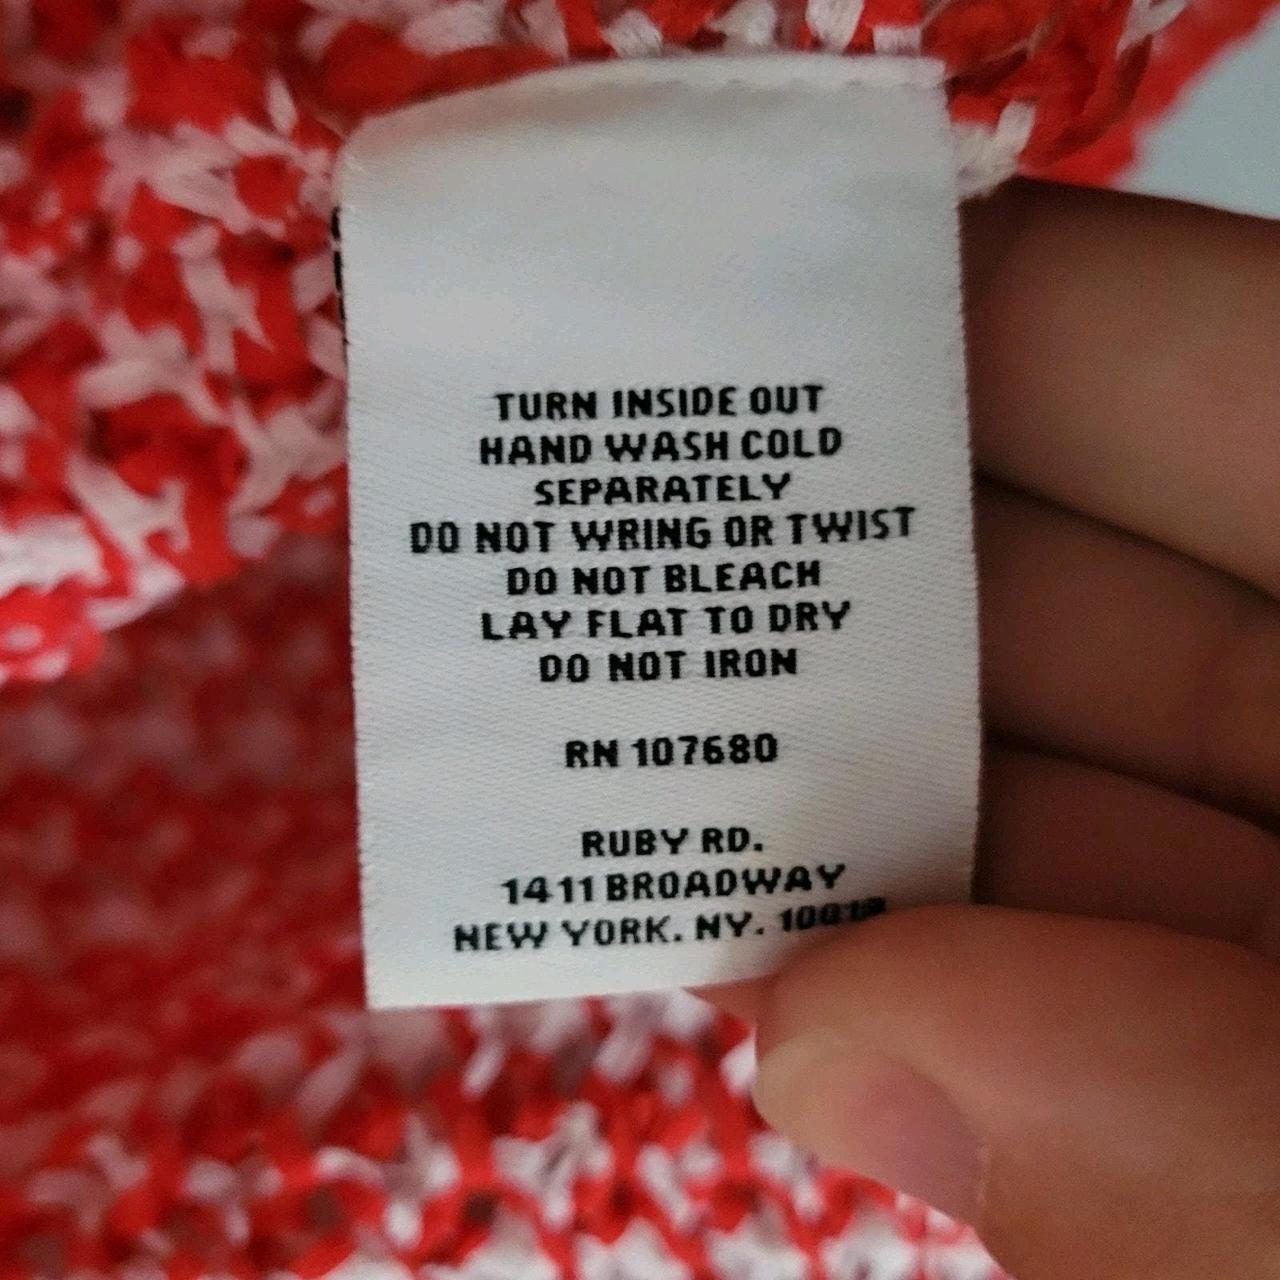 TURN INSIDE OUT
HAND WASH COLD
SEPARATELY
DO NOT WRING OR TWIST
DO NOT BLEACH
LAY FLAT TO DRY
DO NOT IRON
RN 107680
RUBY RD.
1411 BROADWAY
NEW YORK. NY.